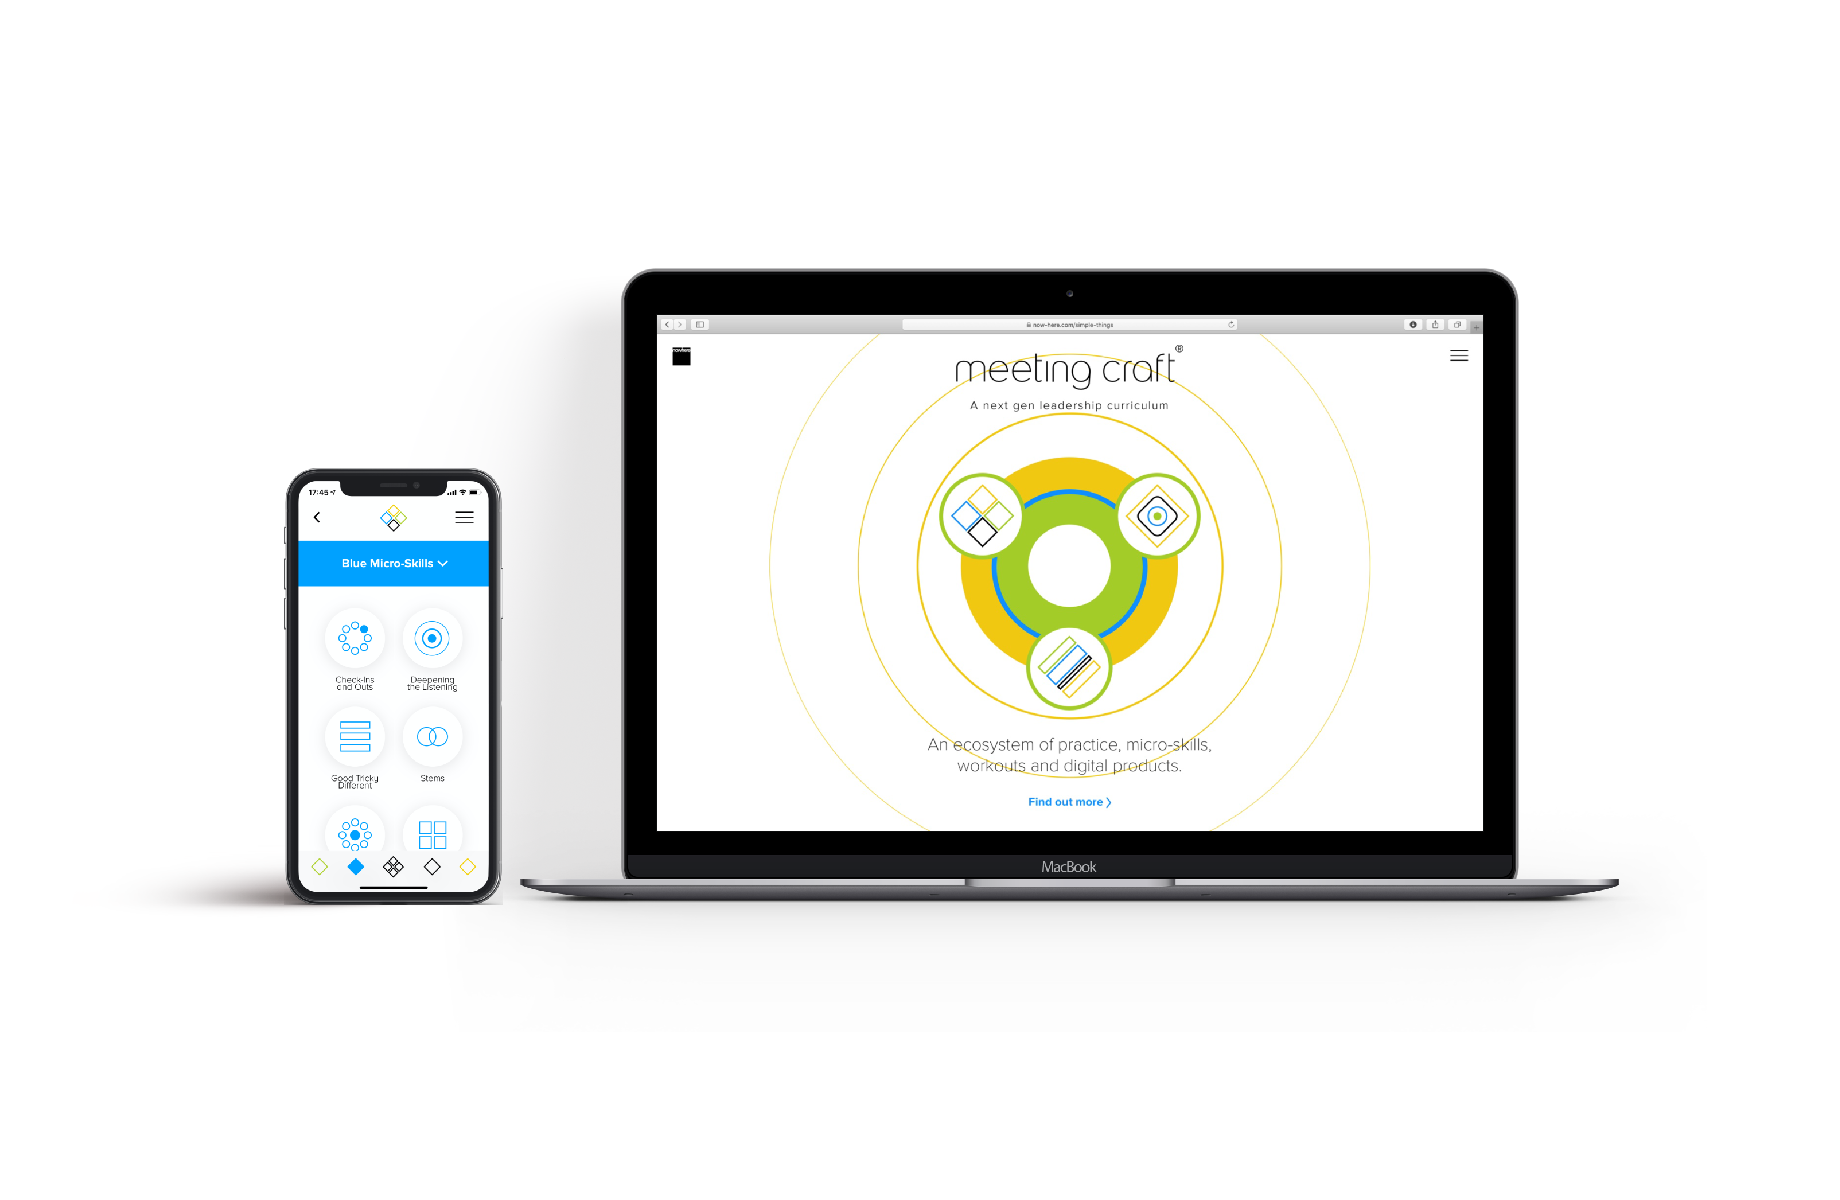 17:45
Blue Micro-Skills
Check-Ins
and Outs
Deepening
the Listening
Good Tricky
Different
Stems
now-here.com/simple-things
nowhere
meeting craft®
A next gen leadership curriculum
An ecosystem of practice, micro-skills,
workouts and digital products.
Find out more
MacBook